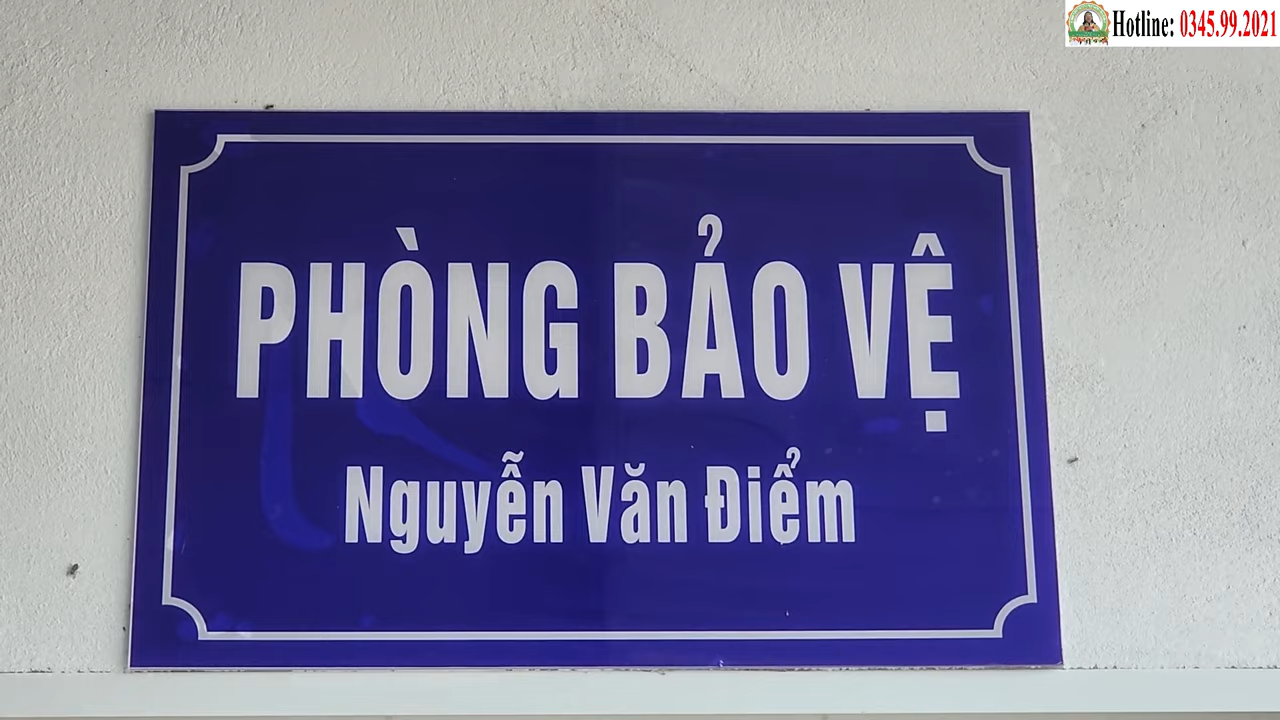 Hotline: 0345.99.2021
PHÒNG BẢO VỆ
Nguyễn Văn Điểm